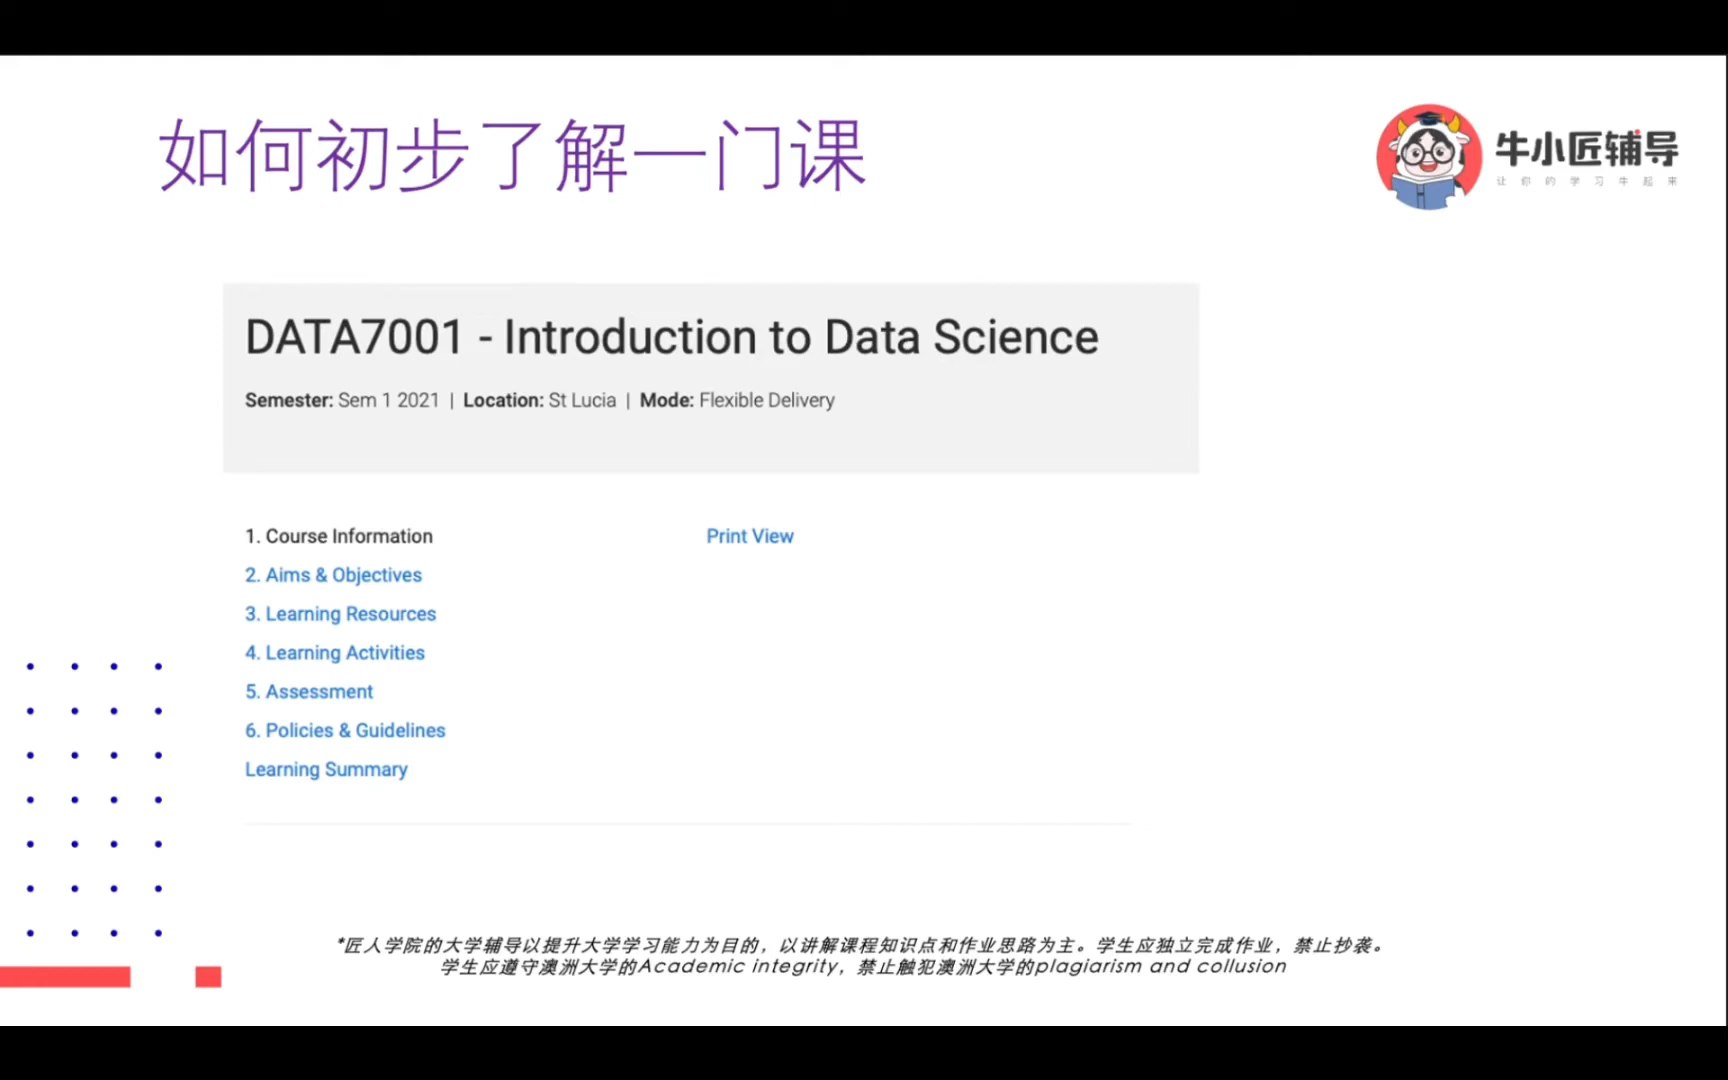 如何初步了解一门课
牛小匠辅导
让你的学习牛起来
DATA7001 - Introduction to Data Science
Semester: Sem 1 2021 | Location: St Lucia | Mode: Flexible Delivery
1. Course Information
Print View
2. Aims & Objectives
3. Learning Resources
4. Learning Activities
5. Assessment
6. Policies & Guidelines
Learning Summary
*匠人学院的大学辅导以提升大学学习能力为目的，以讲解课程知识点和作业思路为主。学生应独立完成作业，禁止抄袭。
学生应遵守澳洲大学的Academic integrity，禁止触犯澳洲大学的plagiarism and collusion